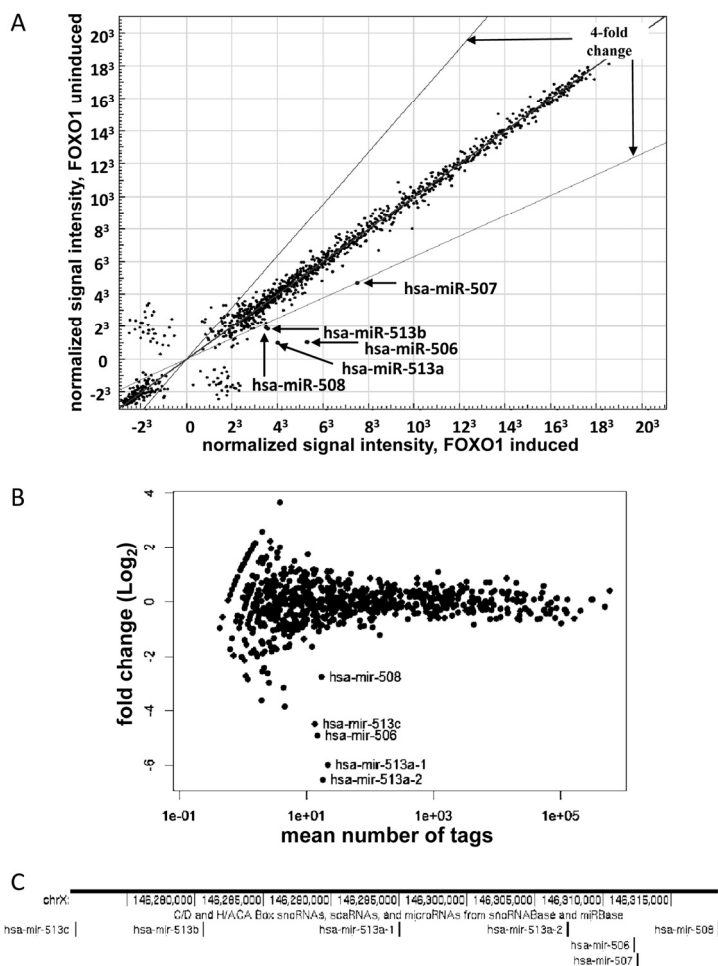 A
normalized signal intensity, FOXO1 uninduced
20³
18³
16³
14³
12³
10³
8³
6³
4³
2³
0
-2³
4-fold
change
hsa-miR-507
hsa-miR-513b
hsa-miR-506
hsa-miR-513a
hsa-miR-508
-2³ 0 2³ 4³ 6³ 8³ 10³ 12³ 14³ 16³ 18³ 20³
normalized signal intensity, FOXO1 induced
B
fold change (Log₂)
4
2
0
-2
-4
-6
hsa-mir-508
hsa-mir-513c
hsa-mir-506
hsa-mir-513a-1
hsa-mir-513a-2
1e-01 1e+01 1e+03 1e+05
mean number of tags
C
chrX: 146,280,000 146,285,000 146,290,000 146,295,000 146,300,000 146,305,000 146,310,000 146,315,000
C/D and H/ACA Box snoRNAs, scaRNAs, and microRNAs from snoRNABase and miRBase
hsa-mir-513c hsa-mir-513b hsa-mir-513a-1 hsa-mir-513a-2 hsa-mir-508
hsa-mir-506
hsa-mir-507